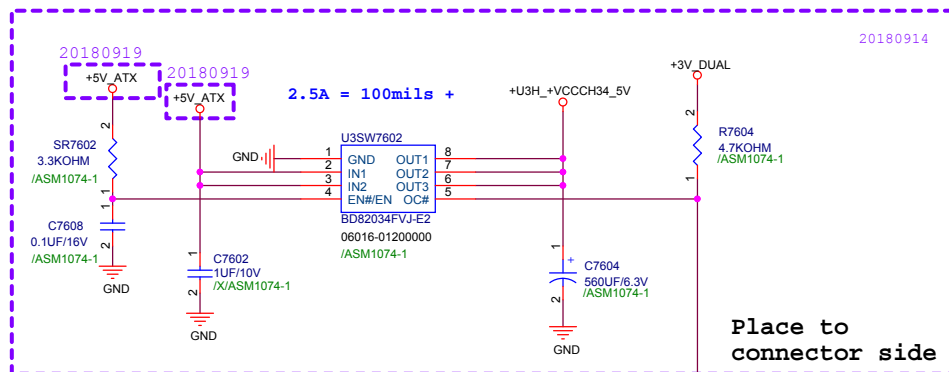 20180919
20180914
20180919
+5V_ATX
+5V_ATX
+3V_DUAL
2.5A = 100mils +
+U3H_+VCCCH34_5V
2
SR7602
3.3KOHM
/ASM1074-1
1
U3SW7602
GND
1 GND OUT1 8
2 IN1 OUT2 7
3 IN2 OUT3 6
4 EN#/EN OC# 5
BD82034FVJ-E2
06016-01200000
/ASM1074-1
2
R7604
4.7KOHM
/ASM1074-1
1
1
C7608
0.1UF/16V
2
/ASM1074-1
GND
1
C7602
1UF/10V
2
/X/ASM1074-1
GND
1
+
C7604
560UF/6.3V
2
/ASM1074-1
GND
Place to
connector side